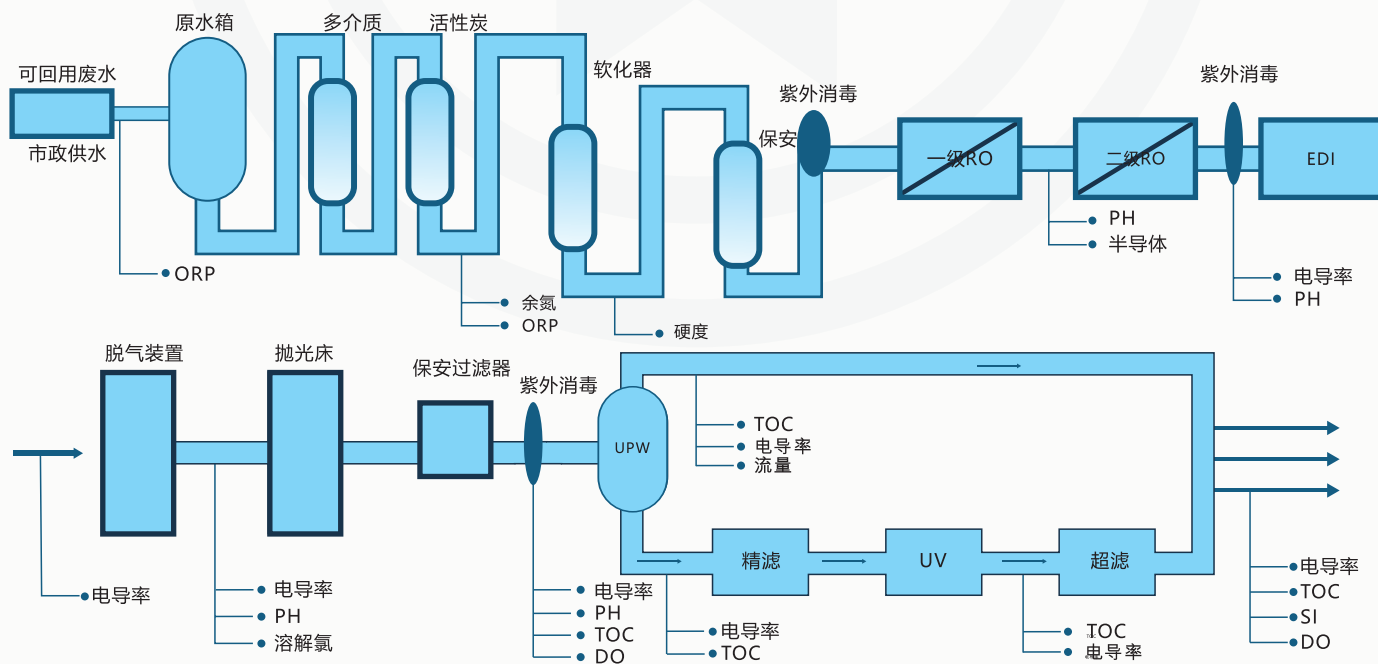 原水箱
多介质
活性炭
可回用废水
市政供水
软化器
紫外消毒
保安
一级RO
二级RO
紫外消毒
EDI
ORP
余氮
ORP
硬度
PH
半导体
电导率
PH
脱气装置
抛光床
保安过滤器
紫外消毒
UPW
TOC
电导率
流量
精滤
UV
超滤
电导率
电导率
PH
溶解氯
电导率
PH
TOC
DO
电导率
TOC
TOC
电导率
电导率
TOC
SI
DO